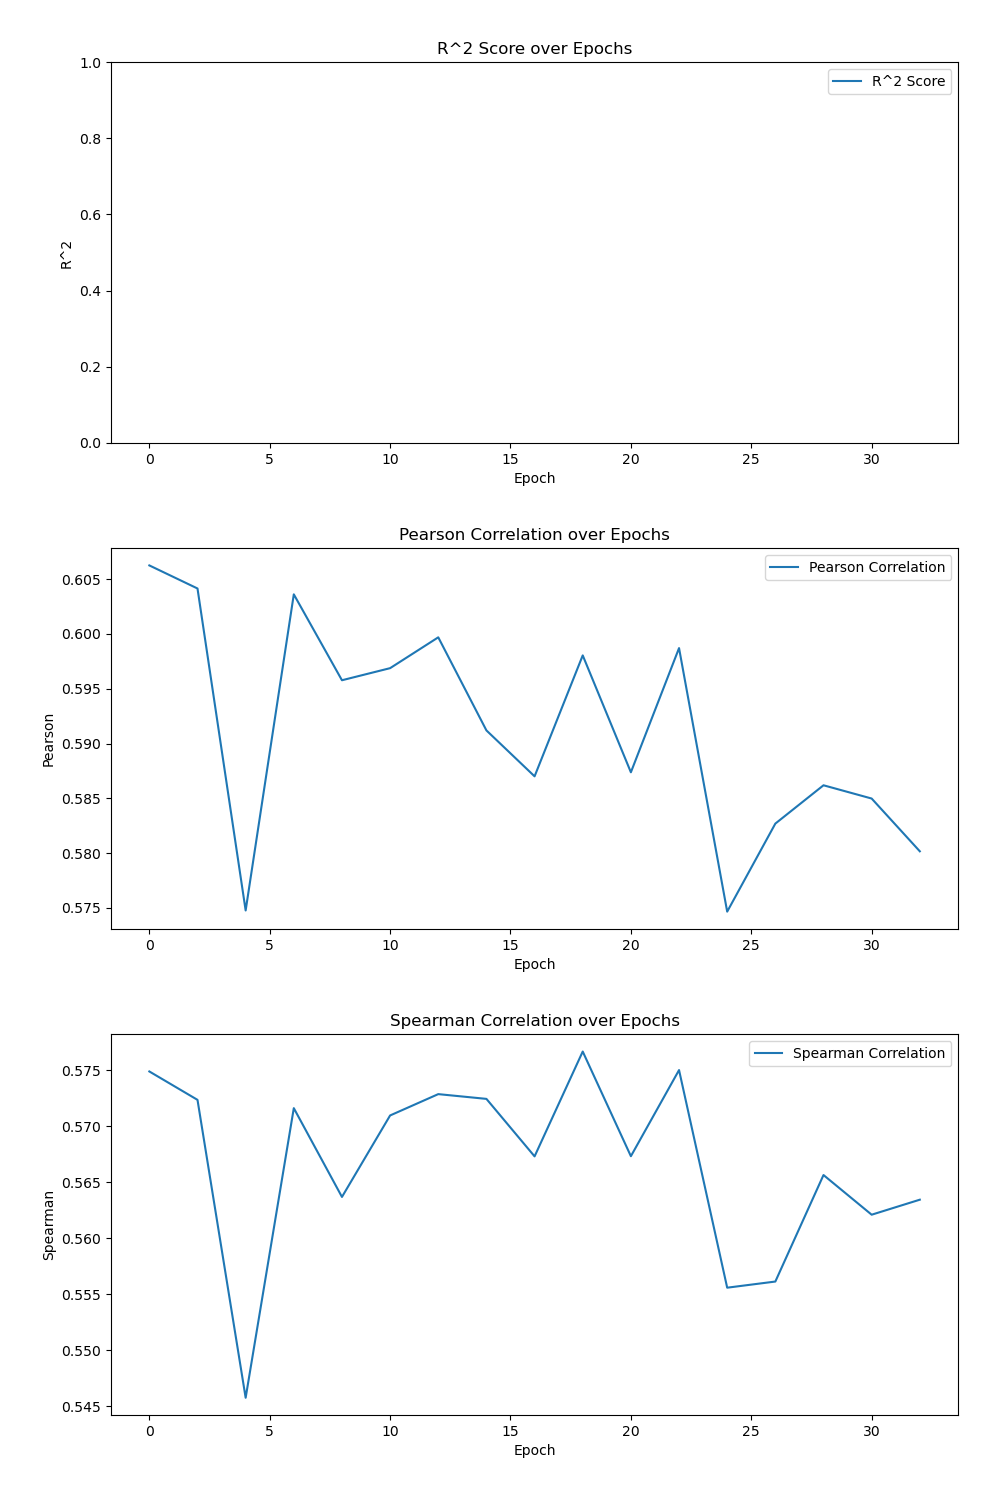 R^2 Score over Epochs
R^2 Score
1.0
0.8
0.6
0.4
0.2
0.0
R^2
0 5 10 15 20 25 30
Epoch
Pearson Correlation over Epochs
Pearson Correlation
0.605
0.600
0.595
0.590
0.585
0.580
0.575
Pearson
0 5 10 15 20 25 30
Epoch
Spearman Correlation over Epochs
Spearman Correlation
0.575
0.570
0.565
0.560
0.555
0.550
0.545
Spearman
0 5 10 15 20 25 30
Epoch